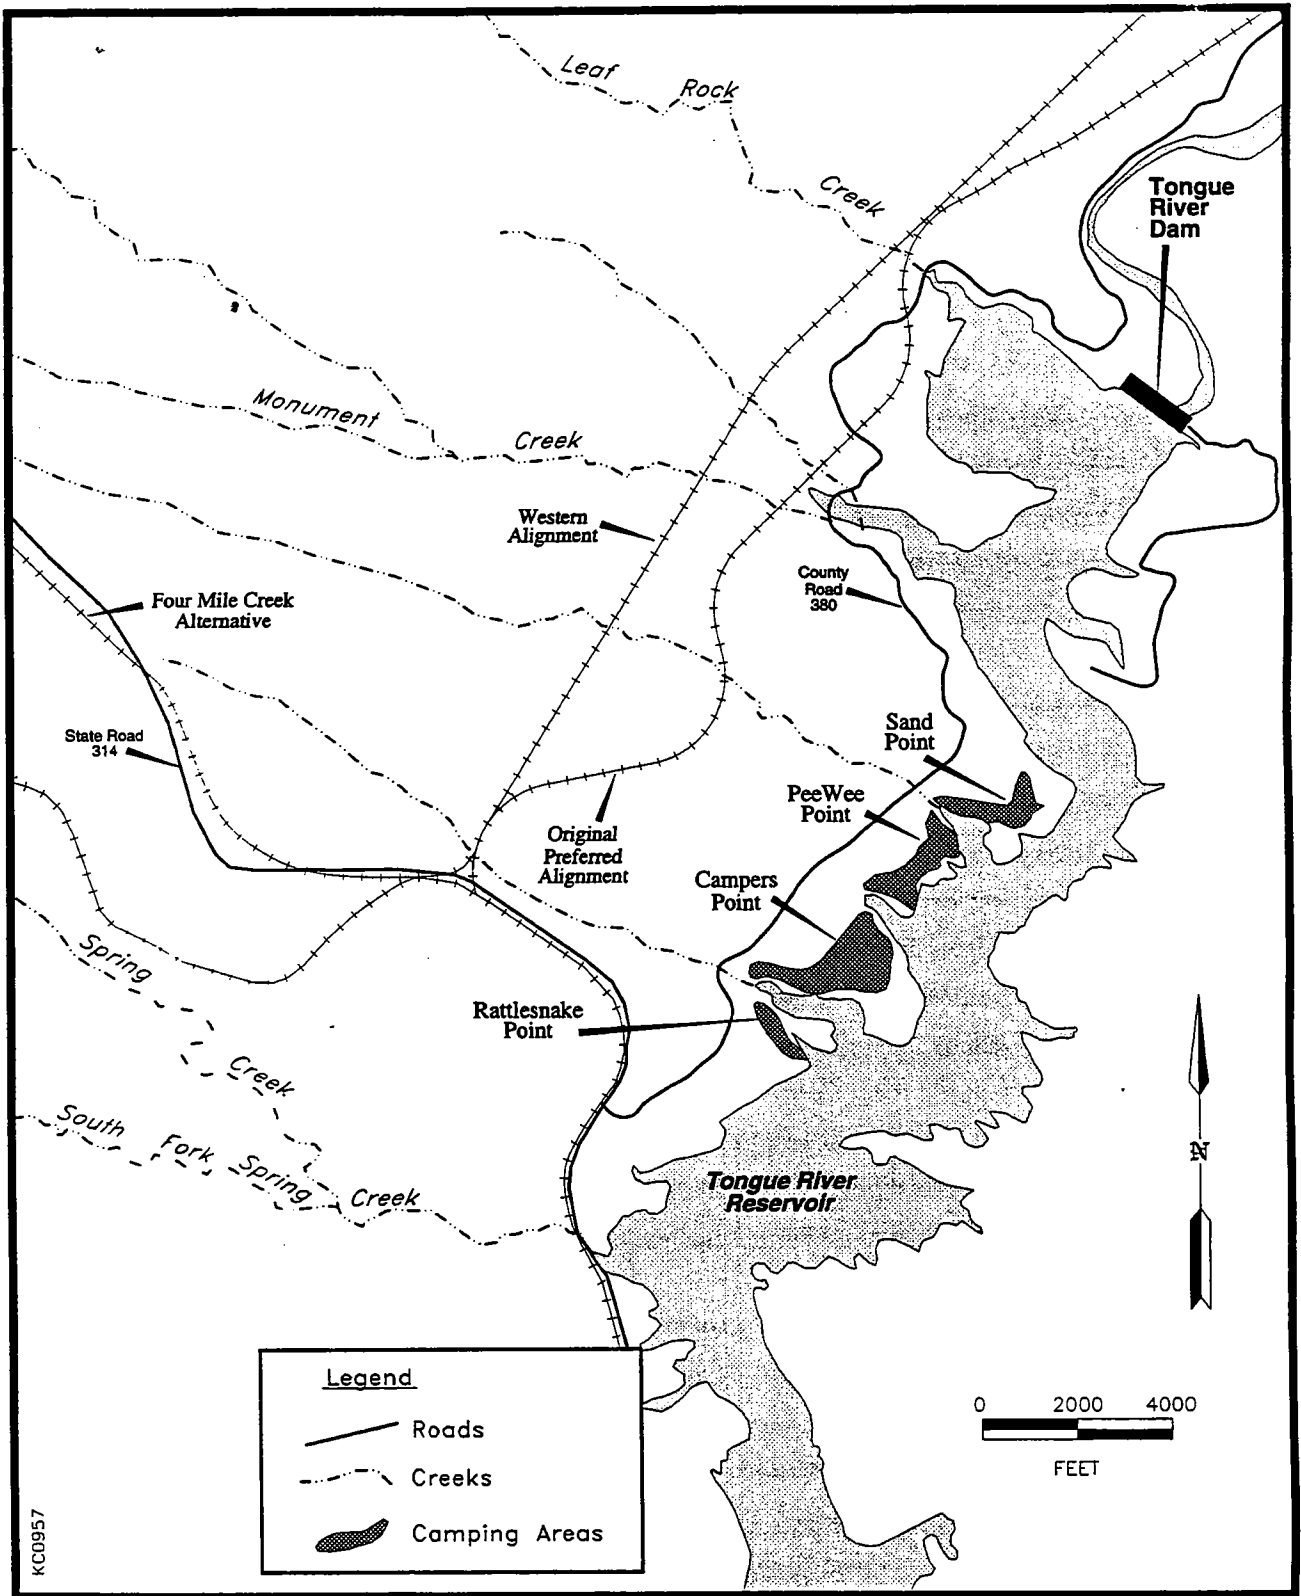 Leaf Rock
Creek
Tongue
River
Dam
Monument
Creek
Western
Alignment
County
Road
380
Four Mile Creek
Alternative
State Road
314
Sand
Point
PeeWee
Point
Original
Preferred
Alignment
Campers
Point
Spring
Creek
Rattlesnake
Point
South Fork Spring Creek
Tongue River
Reservoir
N
Legend
Roads
Creeks
Camping Areas
0 2000 4000
FEET
KC0957